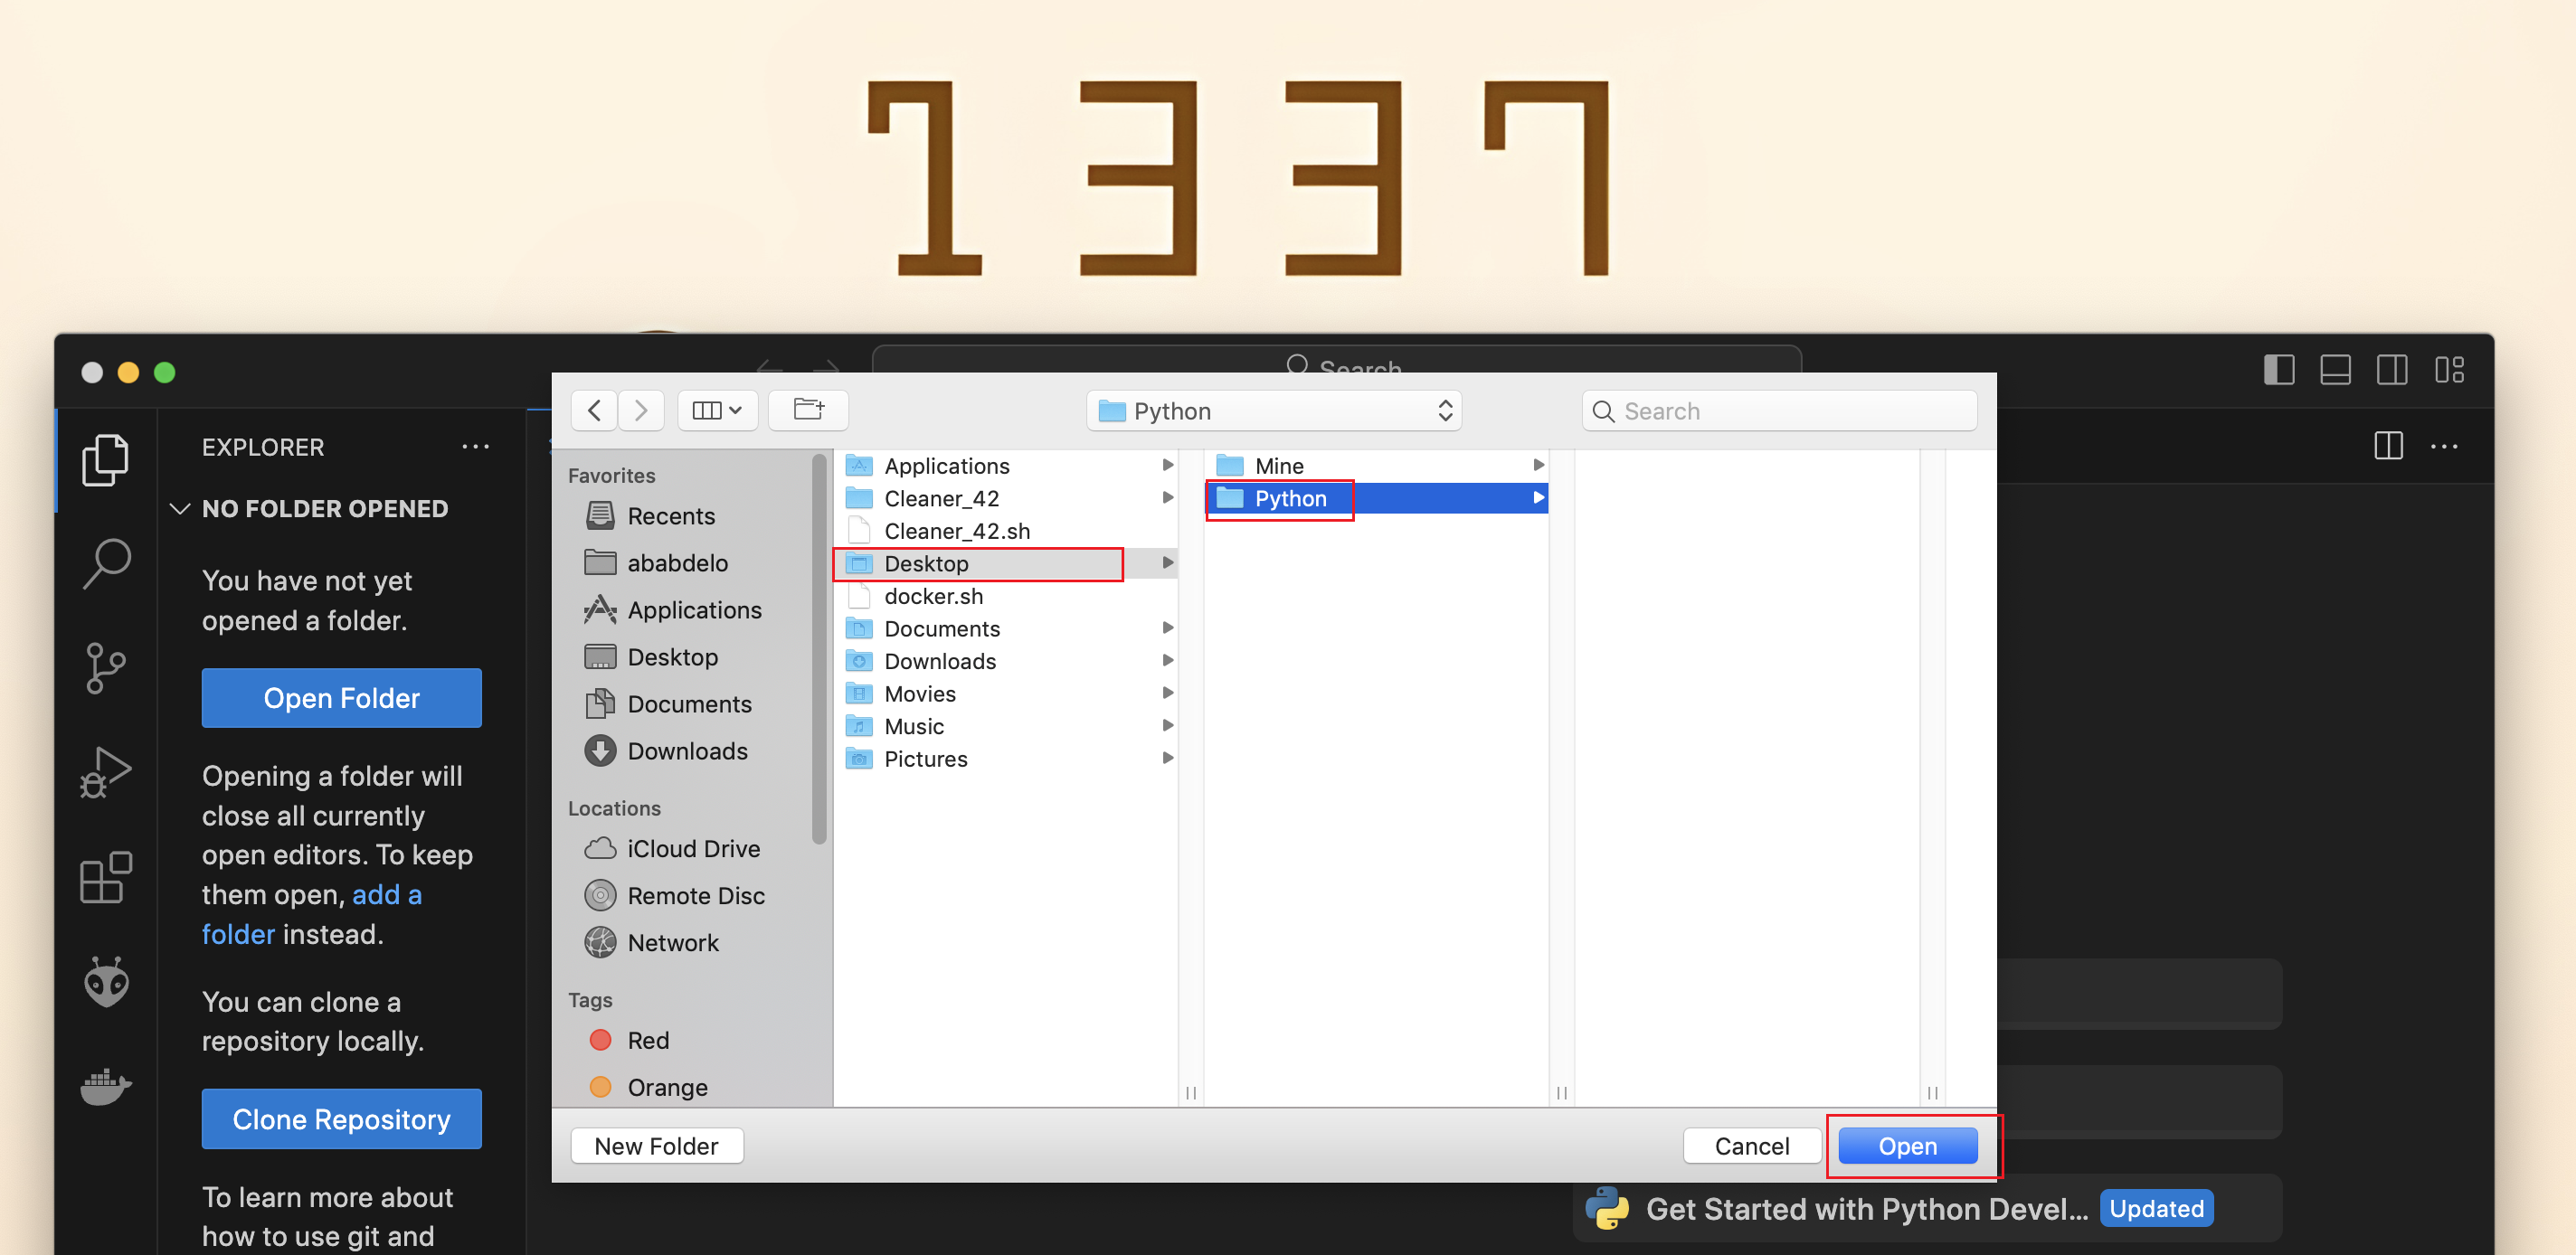 1337
Search
EXPLORER
NO FOLDER OPENED
You have not yet
opened a folder.
Open Folder
Opening a folder will
close all currently
open editors. To keep
them open, add a
folder instead.
You can clone a
repository locally.
Clone Repository
To learn more about
how to use git and
Python
Search
Favorites
Recents
ababdelo
Applications
Desktop
Documents
Downloads
Locations
iCloud Drive
Remote Disc
Network
Tags
Red
Orange
Applications
Cleaner_42
Cleaner_42.sh
Desktop
docker.sh
Documents
Downloads
Movies
Music
Pictures
Mine
Python
New Folder
Cancel
Open
Get Started with Python Devel...
Updated